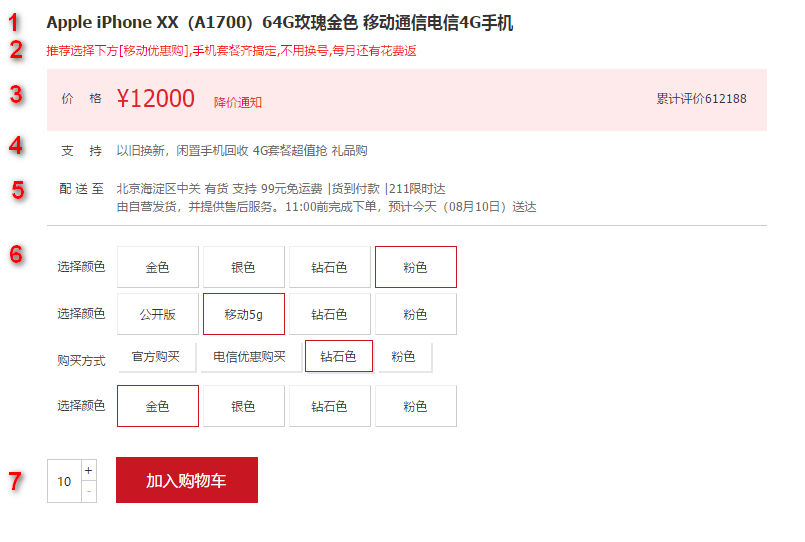 1 Apple iPhone XX（A1700）64G玫瑰金色 移动通信电信4G手机
2 推荐选择下方[移动优惠购],手机套餐齐搞定,不用换号,每月还有花费返
3 价 格 ¥12000 降价通知 累计评价612188
4 支 持 以旧换新，闲置手机回收 4G套餐超值抢 礼品购
5 配送至 北京海淀区中关 有货 支持 99元免运费 |货到付款 |211限时达
由自营发货，并提供售后服务。11:00前完成下单，预计今天（08月10日）送达
6 选择颜色 金色 银色 钻石色 粉色
选择颜色 公开版 移动5g 钻石色 粉色
购买方式 官方购买 电信优惠购买 钻石色 粉色
选择颜色 金色 银色 钻石色 粉色
7 10 + - 加入购物车